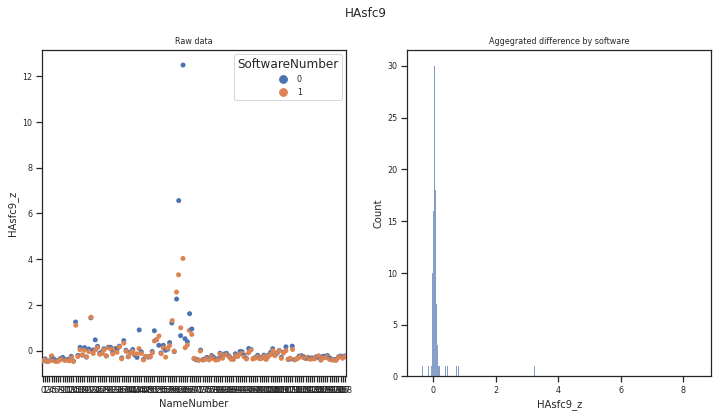 HAsfc9
Raw data
HAsfc9_z
12
10
8
6
4
2
0
SoftwareNumber
0
1
NameNumber
Aggegrated difference by software
Count
30
25
20
15
10
5
0
0
2
4
6
8
HAsfc9_z